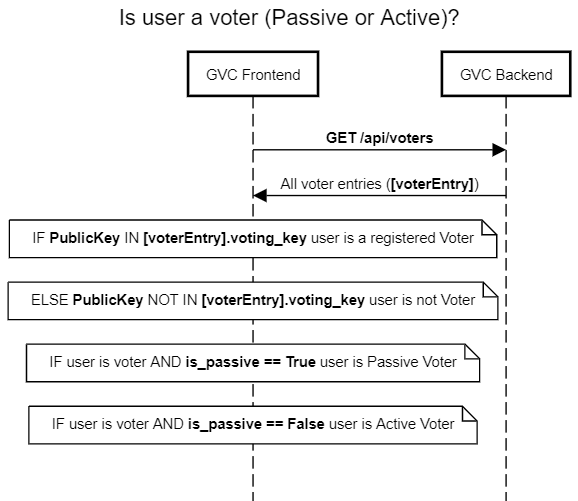 Is user a voter (Passive or Active)?
GVC Frontend
GVC Backend
GET /api/voters
All voter entries ([voterEntry])
IF PublicKey IN [voterEntry].voting_key user is a registered Voter
ELSE PublicKey NOT IN [voterEntry].voting_key user is not Voter
IF user is voter AND is_passive == True user is Passive Voter
IF user is voter AND is_passive == False user is Active Voter